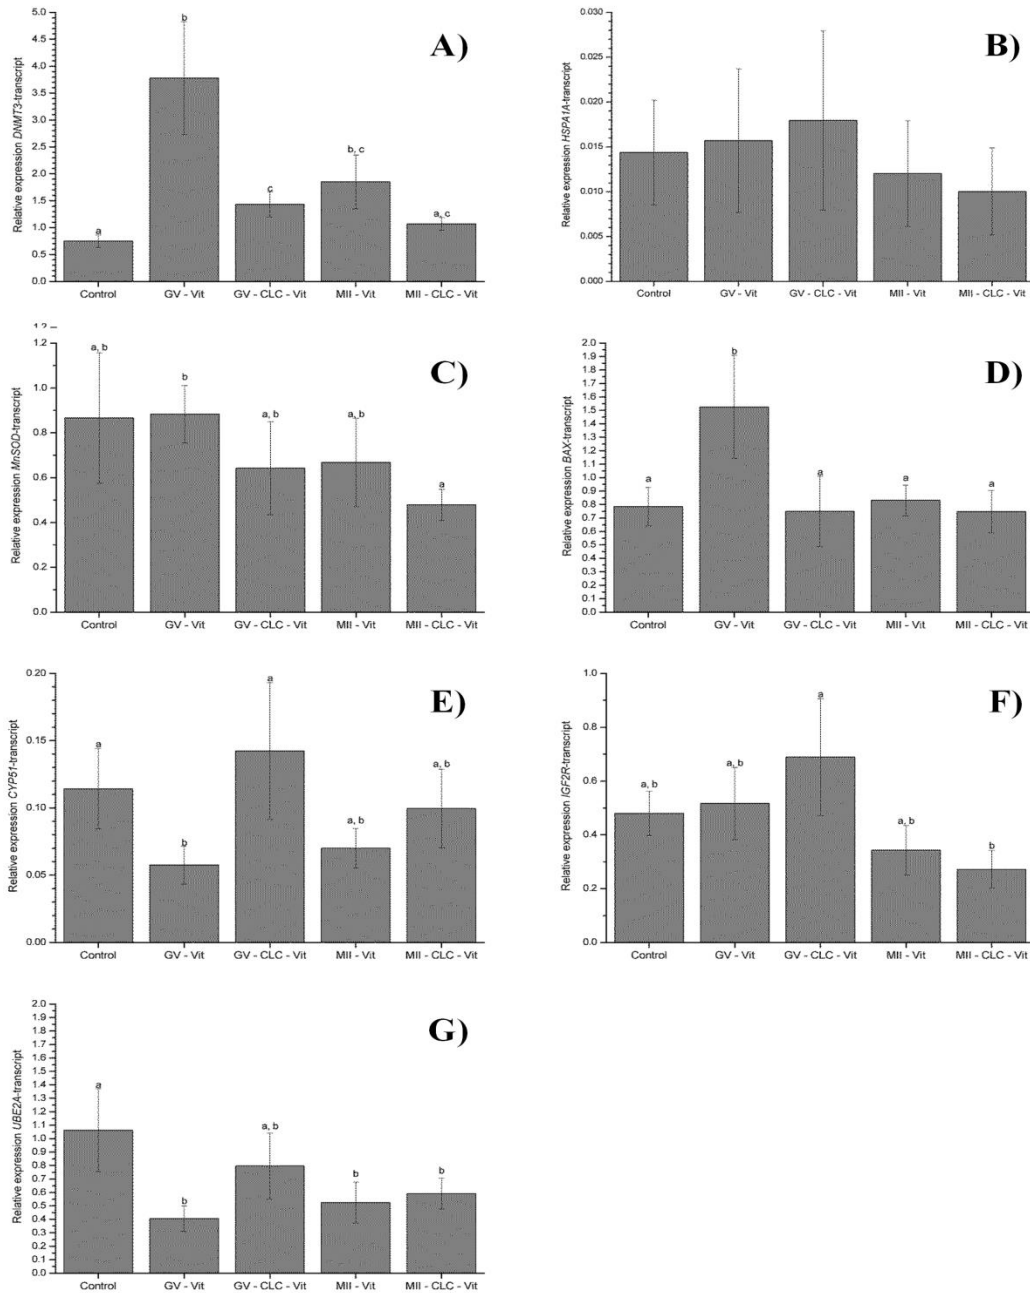 A)
Relative expression DNMT3-transcript
5.0
4.5
4.0
3.5
3.0
2.5
2.0
1.5
1.0
0.5
0.0
a
b
c
b, c
a, c
Control
GV - Vit
GV - CLC - Vit
MII - Vit
MII - CLC - Vit
B)
Relative expression HSPA1A-transcript
0.030
0.025
0.020
0.015
0.010
0.005
0.000
Control
GV - Vit
GV - CLC - Vit
MII - Vit
MII - CLC - Vit
C)
Relative expression MnSOD-transcript
1.2
1.2
1.0
0.8
0.6
0.4
0.2
0.0
a, b
b
a, b
a, b
a
Control
GV - Vit
GV - CLC - Vit
MII - Vit
MII - CLC - Vit
D)
Relative expression BAX-transcript
2.0
1.9
1.8
1.7
1.6
1.5
1.4
1.3
1.2
1.1
1.0
0.9
0.8
0.7
0.6
0.5
0.4
0.3
0.2
0.1
0.0
a
b
a
a
a
Control
GV - Vit
GV - CLC - Vit
MII - Vit
MII - CLC - Vit
E)
Relative expression CYP51-transcript
0.20
0.15
0.10
0.05
0.00
a
b
a
a, b
a, b
Control
GV - Vit
GV - CLC - Vit
MII - Vit
MII - CLC - Vit
F)
Relative expression IGF2R-transcript
1.0
0.8
0.6
0.4
0.2
0.0
a, b
a, b
a
a, b
b
Control
GV - Vit
GV - CLC - Vit
MII - Vit
MII - CLC - Vit
G)
Relative expression UBE2A-transcript
2.0
1.9
1.8
1.7
1.6
1.5
1.4
1.3
1.2
1.1
1.0
0.9
0.8
0.7
0.6
0.5
0.4
0.3
0.2
0.1
0.0
a
b
a, b
b
b
Control
GV - Vit
GV - CLC - Vit
MII - Vit
MII - CLC - Vit